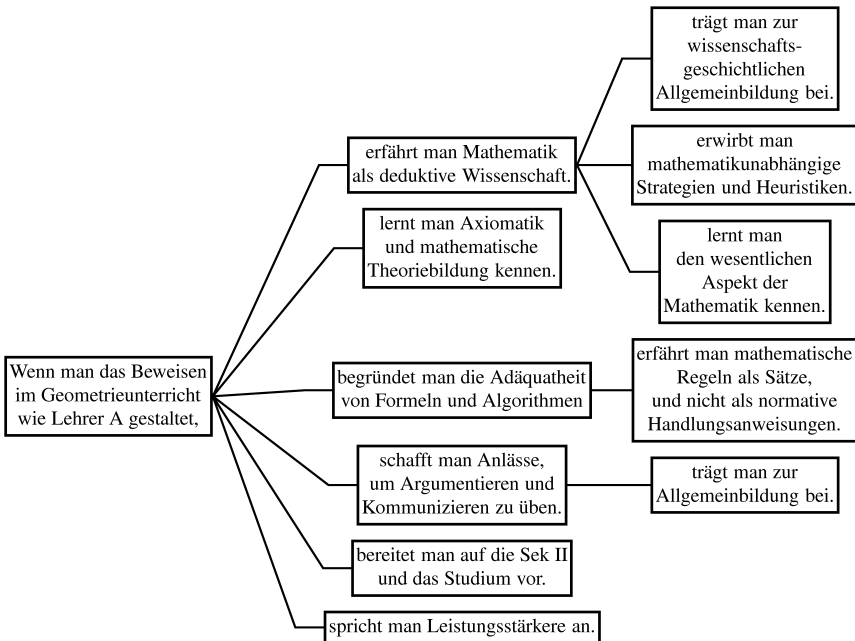 Wenn man das Beweisen
im Geometrieunterricht
wie Lehrer A gestaltet,
erfährt man Mathematik
als deduktive Wissenschaft.
trägt man zur
wissenschafts-
geschichtlichen
Allgemeinbildung bei.
erwirbt man
mathematikunabhängige
Strategien und Heuristiken.
lernt man
den wesentlichen
Aspekt der
Mathematik kennen.
lernt man Axiomatik
und mathematische
Theoriebildung kennen.
begründet man die Adäquatheit
von Formeln und Algorithmen
erfährt man mathematische
Regeln als Sätze,
und nicht als normative
Handlungsanweisungen.
schafft man Anlässe,
um Argumentieren und
Kommunizieren zu üben.
trägt man zur
Allgemeinbildung bei.
bereitet man auf die Sek II
und das Studium vor.
spricht man Leistungsstärkere an.